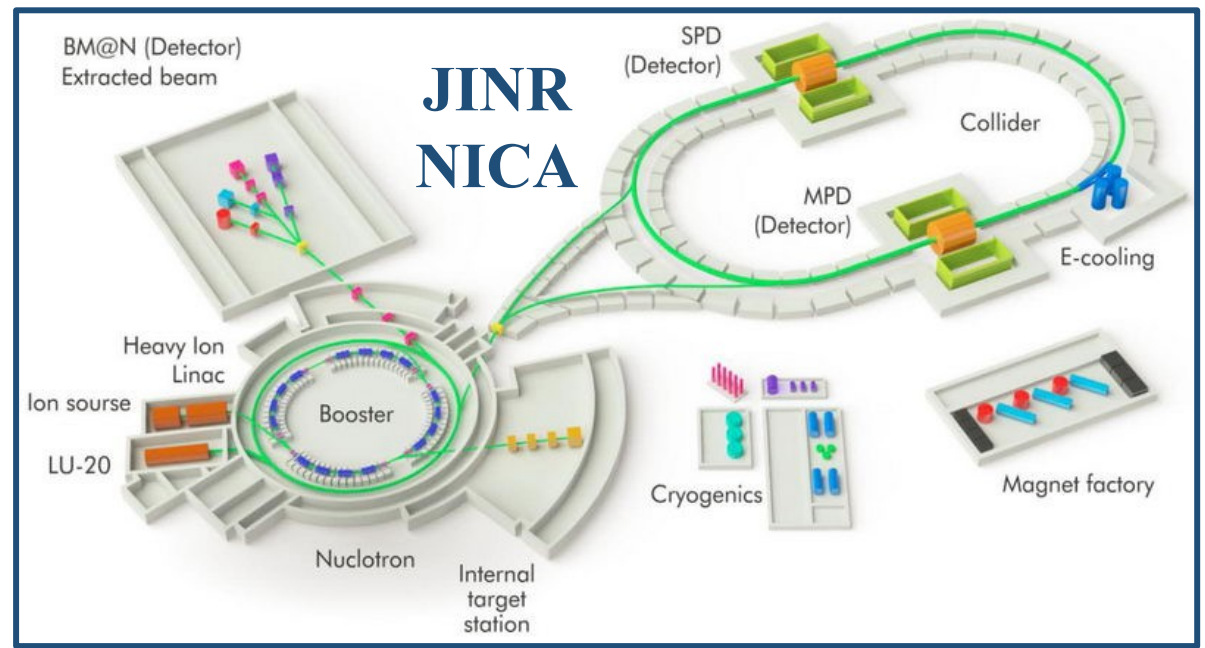 BM@N (Detector)
Extracted beam
JINR
NICA
SPD
(Detector)
Collider
MPD
(Detector)
E-cooling
Heavy Ion
Linac
Ion sourse
Booster
LU-20
Cryogenics
Magnet factory
Nuclotron
Internal
target
station